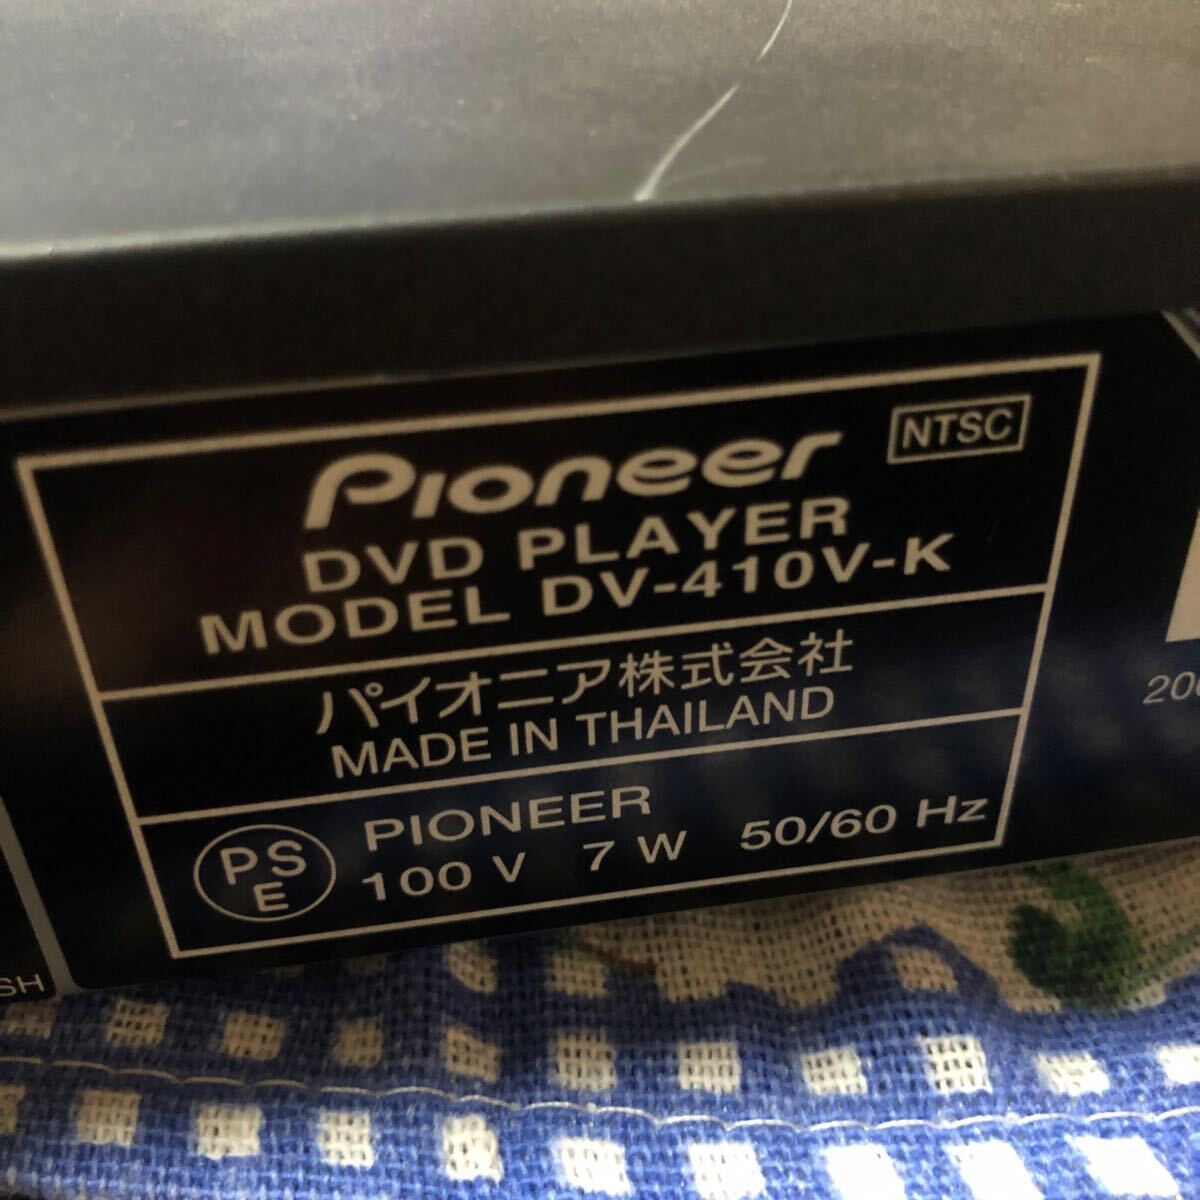 Pioneer
NTSC
DVD PLAYER
MODEL DV-410V-K
パイオニア株式会社
MADE IN THAILAND
PSE
PIONEER
100 V 7 W 50/60 Hz